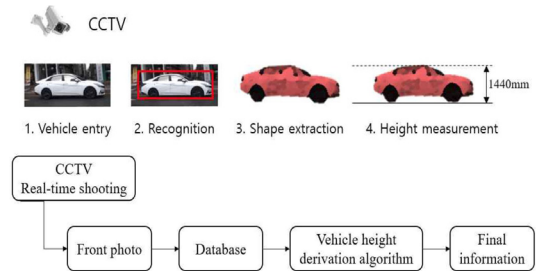 CCTV
1. Vehicle entry
2. Recognition
3. Shape extraction
4. Height measurement
1440mm
CCTV
Real-time shooting
Front photo
Database
Vehicle height
derivation algorithm
Final
information